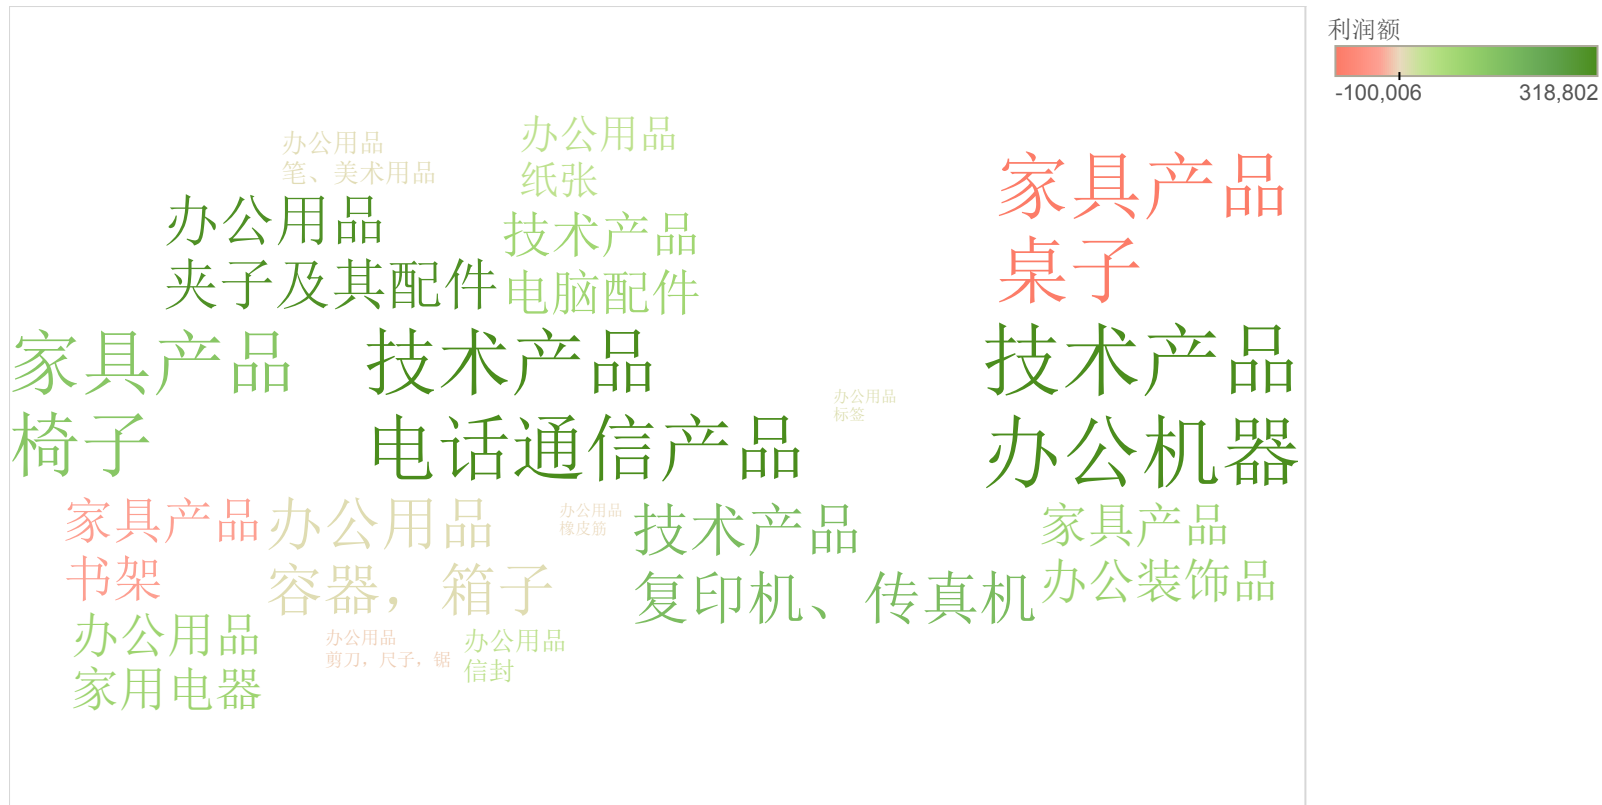 利润额
-100,006
318,802
办公用品
笔、美术用品
办公用品
纸张
家具产品
桌子
办公用品
夹子及其配件
技术产品
电脑配件
家具产品
椅子
技术产品
电话通信产品
办公用品
标签
技术产品
办公机器
家具产品
书架
办公用品
容器，箱子
办公用品
橡皮筋
技术产品
复印机、传真机
家具产品
办公装饰品
办公用品
家用电器
办公用品
剪刀，尺子，锯
办公用品
信封